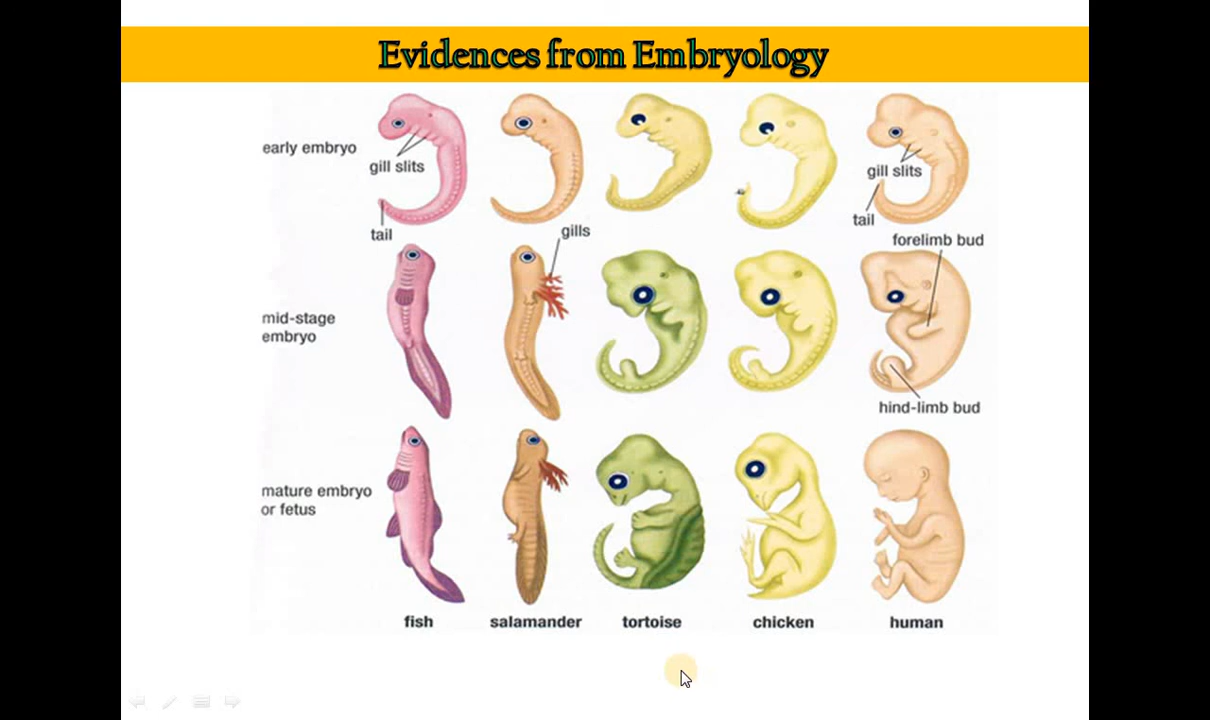 Evidences from Embryology
early embryo
gill slits
gill slits
tail
tail
gills
forelimb bud
mid-stage
embryo
hind-limb bud
mature embryo
or fetus
fish
salamander
tortoise
chicken
human